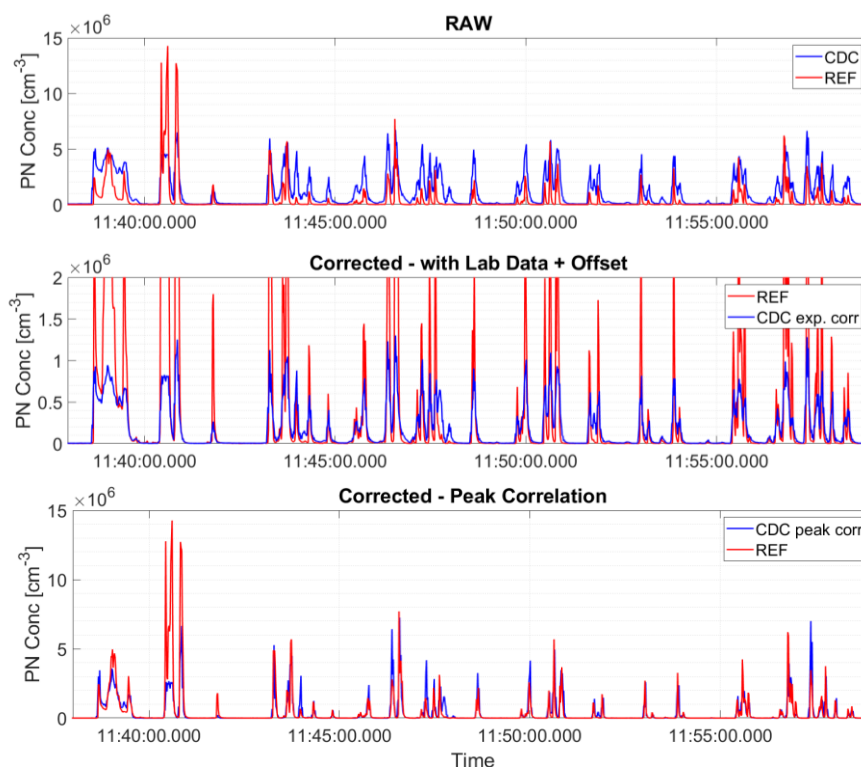 RAW
×10^6
15
10
5
0
PN Conc [cm^-3]
CDC
REF
11:40:00.000 11:45:00.000 11:50:00.000 11:55:00.000
Corrected - with Lab Data + Offset
×10^6
2
1.5
1
0.5
0
PN Conc [cm^-3]
REF
CDC exp. corr
11:40:00.000 11:45:00.000 11:50:00.000 11:55:00.000
Corrected - Peak Correlation
×10^6
15
10
5
0
PN Conc [cm^-3]
CDC peak corr
REF
11:40:00.000 11:45:00.000 11:50:00.000 11:55:00.000
Time